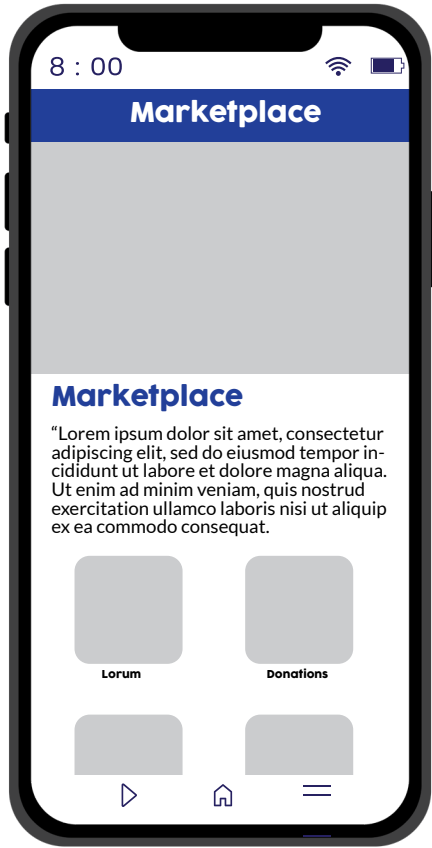 8 : 00
Marketplace
Marketplace
“Lorem ipsum dolor sit amet, consectetur
adipiscing elit, sed do eiusmod tempor in-
cididunt ut labore et dolore magna aliqua.
Ut enim ad minim veniam, quis nostrud
exercitation ullamco laboris nisi ut aliquip
ex ea commodo consequat.
Lorum
Donations